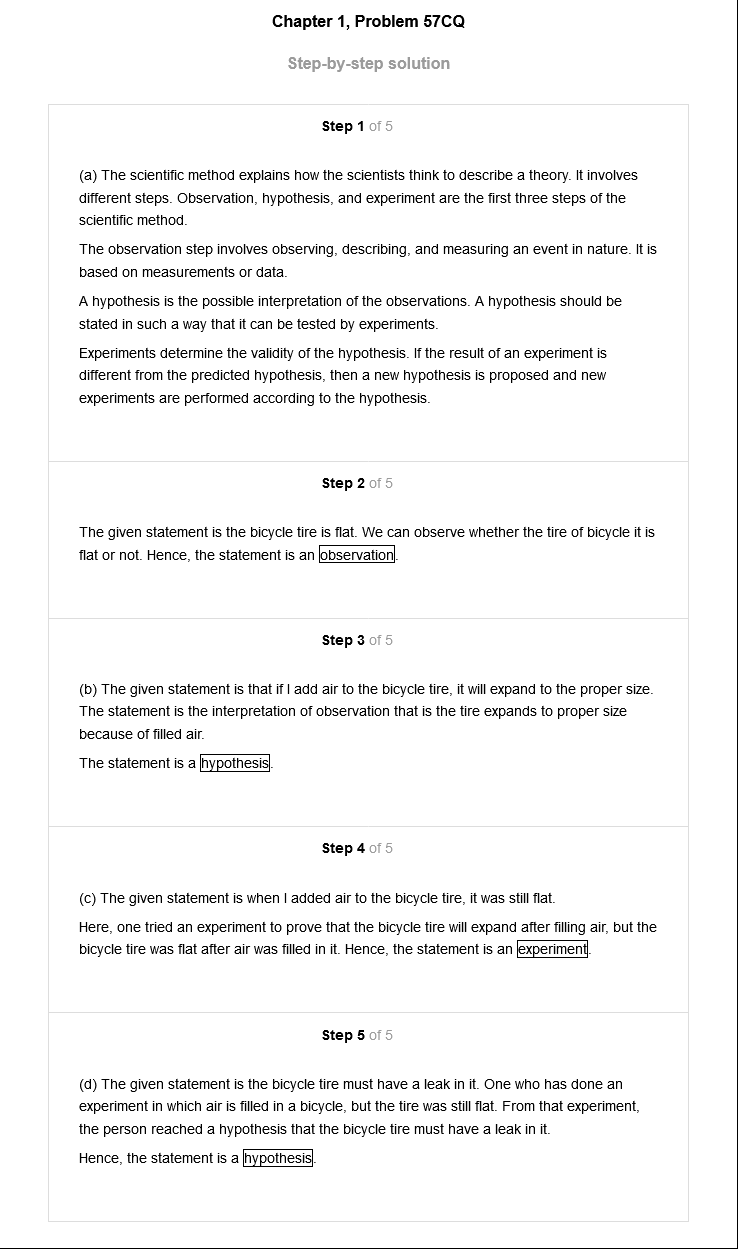 Chapter 1, Problem 57CQ
Step-by-step solution
Step 1 of 5
(a) The scientific method explains how the scientists think to describe a theory. It involves
different steps. Observation, hypothesis, and experiment are the first three steps of the
scientific method.
The observation step involves observing, describing, and measuring an event in nature. It is
based on measurements or data.
A hypothesis is the possible interpretation of the observations. A hypothesis should be
stated in such a way that it can be tested by experiments.
Experiments determine the validity of the hypothesis. If the result of an experiment is
different from the predicted hypothesis, then a new hypothesis is proposed and new
experiments are performed according to the hypothesis.
Step 2 of 5
The given statement is the bicycle tire is flat. We can observe whether the tire of bicycle it is
flat or not. Hence, the statement is an observation.
Step 3 of 5
(b) The given statement is that if I add air to the bicycle tire, it will expand to the proper size.
The statement is the interpretation of observation that is the tire expands to proper size
because of filled air.
The statement is a hypothesis.
Step 4 of 5
(c) The given statement is when I added air to the bicycle tire, it was still flat.
Here, one tried an experiment to prove that the bicycle tire will expand after filling air, but the
bicycle tire was flat after air was filled in it. Hence, the statement is an experiment.
Step 5 of 5
(d) The given statement is the bicycle tire must have a leak in it. One who has done an
experiment in which air is filled in a bicycle, but the tire was still flat. From that experiment,
the person reached a hypothesis that the bicycle tire must have a leak in it.
Hence, the statement is a hypothesis.